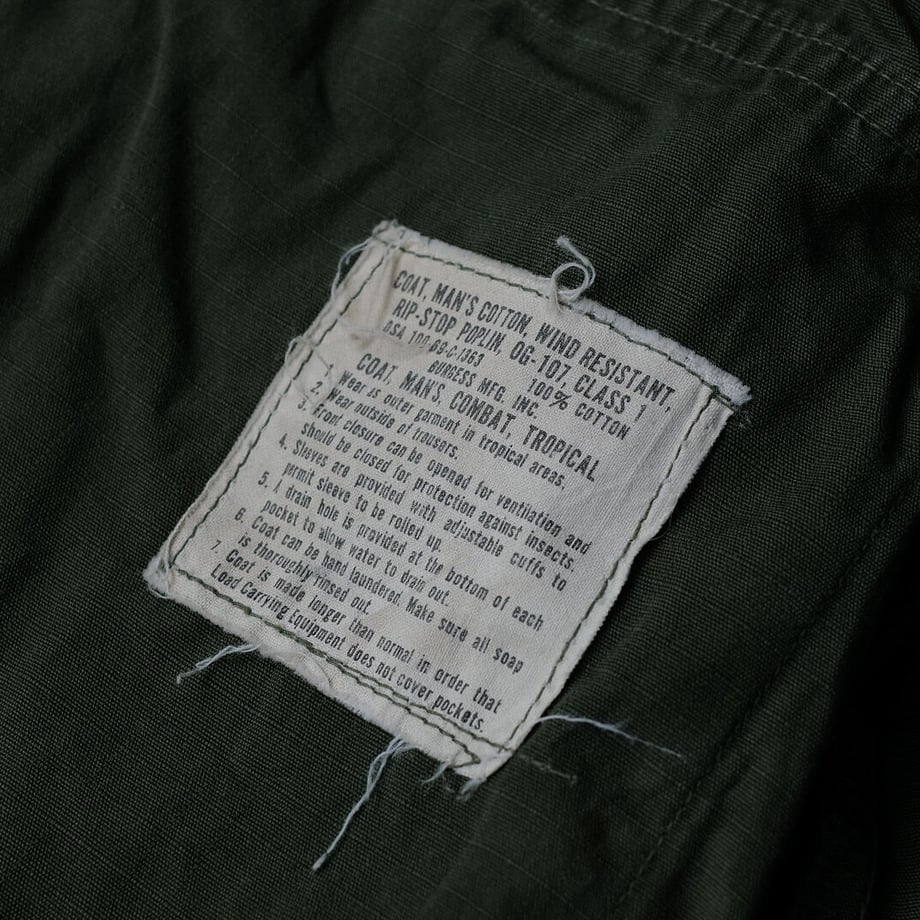 COAT, MAN'S COTTON, WIND RESISTANT,
RIP-STOP POPLIN, OG-107, CLASS 1
DSA 100-69-C-1363 100% COTTON
BURGESS MFG. INC.
COAT, MAN'S, COMBAT, TROPICAL
1. Wear as outer garment in tropical areas.
2. Wear outside of trousers.
3. Front closure can be opened for ventilation and
should be closed for protection against insects.
4. Sleeves are provided with adjustable cuffs to
permit sleeve to be rolled up.
5. A drain hole is provided at the bottom of each
pocket to allow water to drain out.
6. Coat can be hand laundered. Make sure all soap
is thoroughly rinsed out.
7. Coat is made longer than normal in order that
Load Carrying Equipment does not cover pockets.